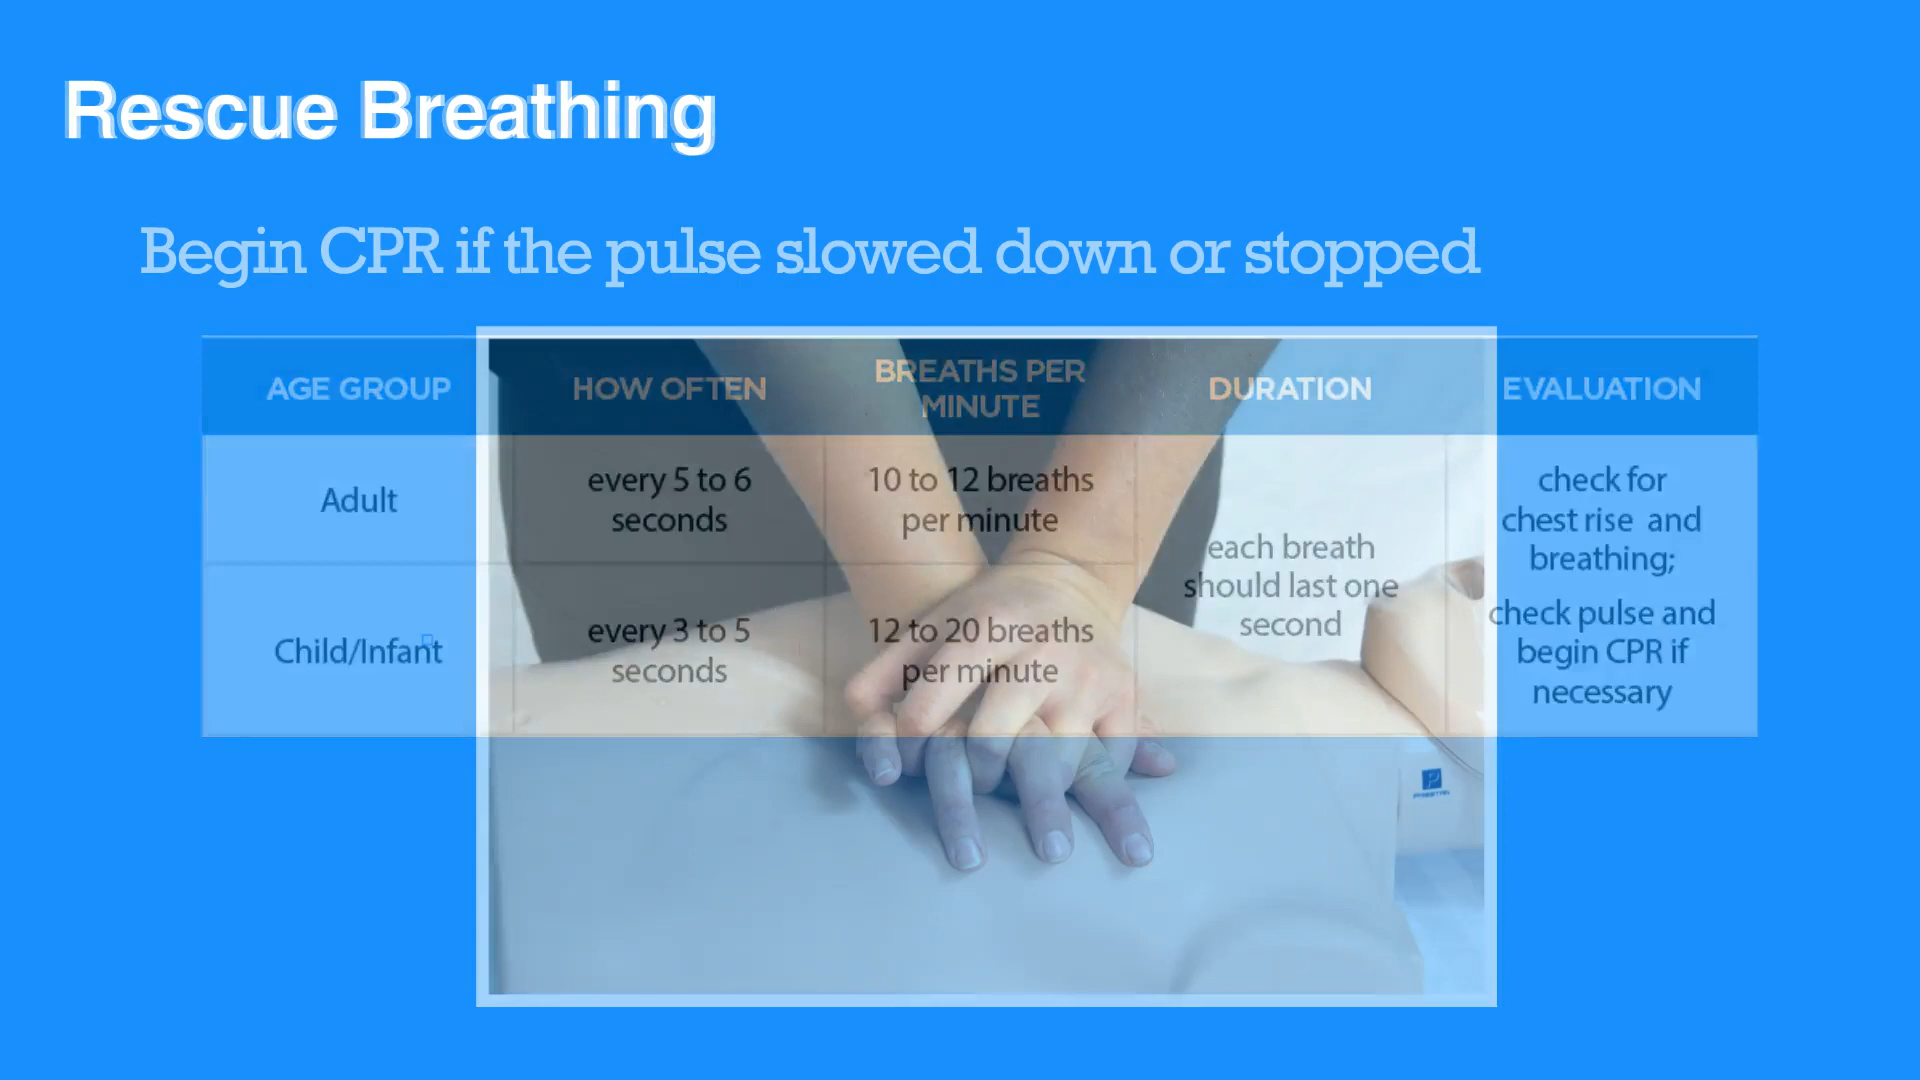 Rescue Breathing
Begin CPR if the pulse slowed down or stopped
AGE GROUP
HOW OFTEN
BREATHS PER
MINUTE
DURATION
EVALUATION
Adult
every 5 to 6
seconds
10 to 12 breaths
per minute
each breath
should last one
second
check for
chest rise and
breathing;
check pulse and
begin CPR if
necessary
Child/Infant
every 3 to 5
seconds
12 to 20 breaths
per minute